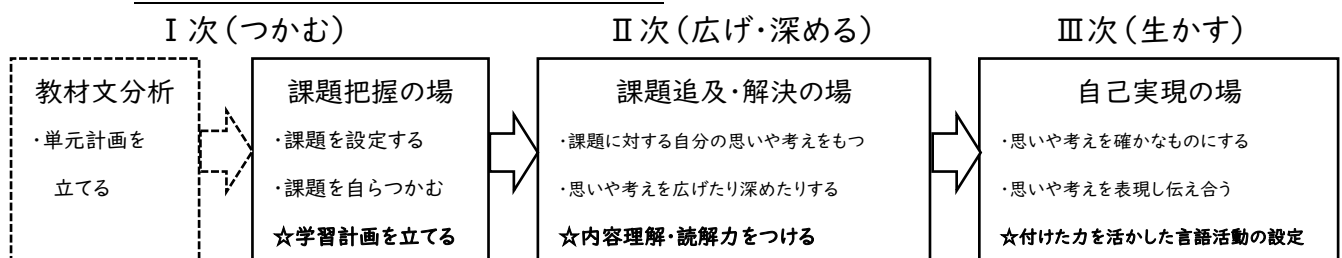 Ⅰ次(つかむ)
Ⅱ次(広げ・深める)
Ⅲ次(生かす)
教材文分析
・単元計画を
立てる
課題把握の場
・課題を設定する
・課題を自らつかむ
☆学習計画を立てる
課題追及・解決の場
・課題に対する自分の思いや考えをもつ
・思いや考えを広げたり深めたりする
☆内容理解・読解力をつける
自己実現の場
・思いや考えを確かなものにする
・思いや考えを表現し伝え合う
☆付けた力を活かした言語活動の設定